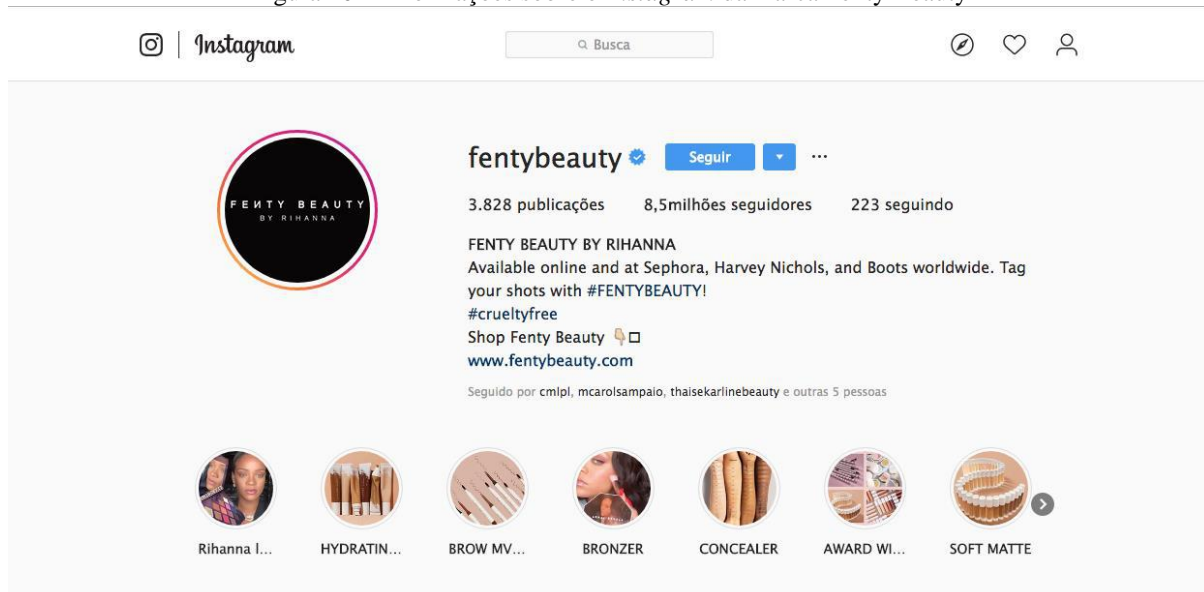 Instagram
Busca
FENTY BEAUTY
BY RIHANNA
fentybeauty
Seguir
...
3.828 publicações 8,5milhões seguidores 223 seguindo
FENTY BEAUTY BY RIHANNA
Available online and at Sephora, Harvey Nichols, and Boots worldwide. Tag
your shots with #FENTYBEAUTY!
#crueltyfree
Shop Fenty Beauty 👇🏼□
www.fentybeauty.com
Seguido por cmlpl, mcarolsampaio, thaisekarlinebeauty e outras 5 pessoas
Rihanna l... HYDRATIN... BROW MV... BRONZER CONCEALER AWARD WI... SOFT MATTE